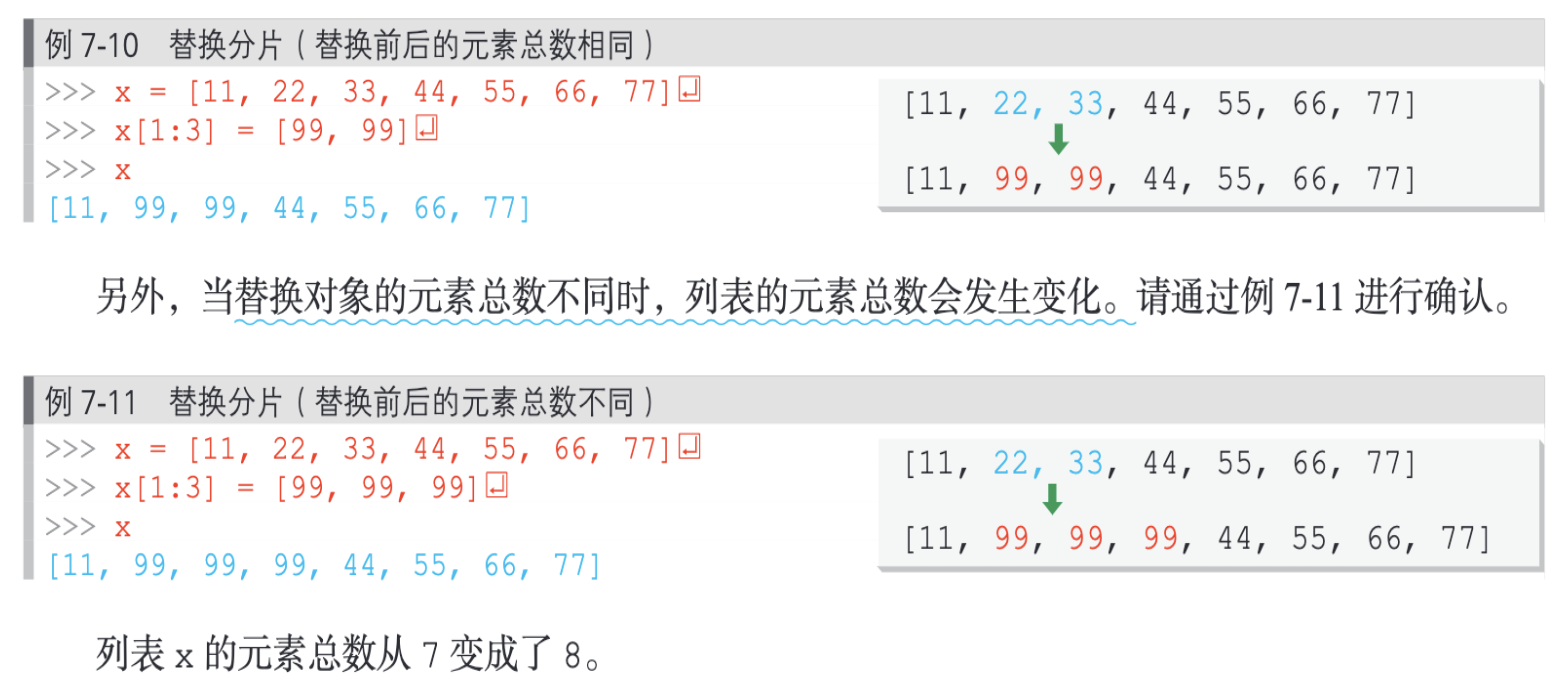 例 7-10 替换分片（替换前后的元素总数相同）
>>> x = [11, 22, 33, 44, 55, 66, 77]↵
>>> x[1:3] = [99, 99]↵
>>> x
[11, 99, 99, 44, 55, 66, 77]
[11, 22, 33, 44, 55, 66, 77]
[11, 99, 99, 44, 55, 66, 77]
另外，当替换对象的元素总数不同时，列表的元素总数会发生变化。请通过例 7-11 进行确认。
例 7-11 替换分片（替换前后的元素总数不同）
>>> x = [11, 22, 33, 44, 55, 66, 77]↵
>>> x[1:3] = [99, 99, 99]↵
>>> x
[11, 99, 99, 99, 44, 55, 66, 77]
[11, 22, 33, 44, 55, 66, 77]
[11, 99, 99, 99, 44, 55, 66, 77]
列表 x 的元素总数从 7 变成了 8。